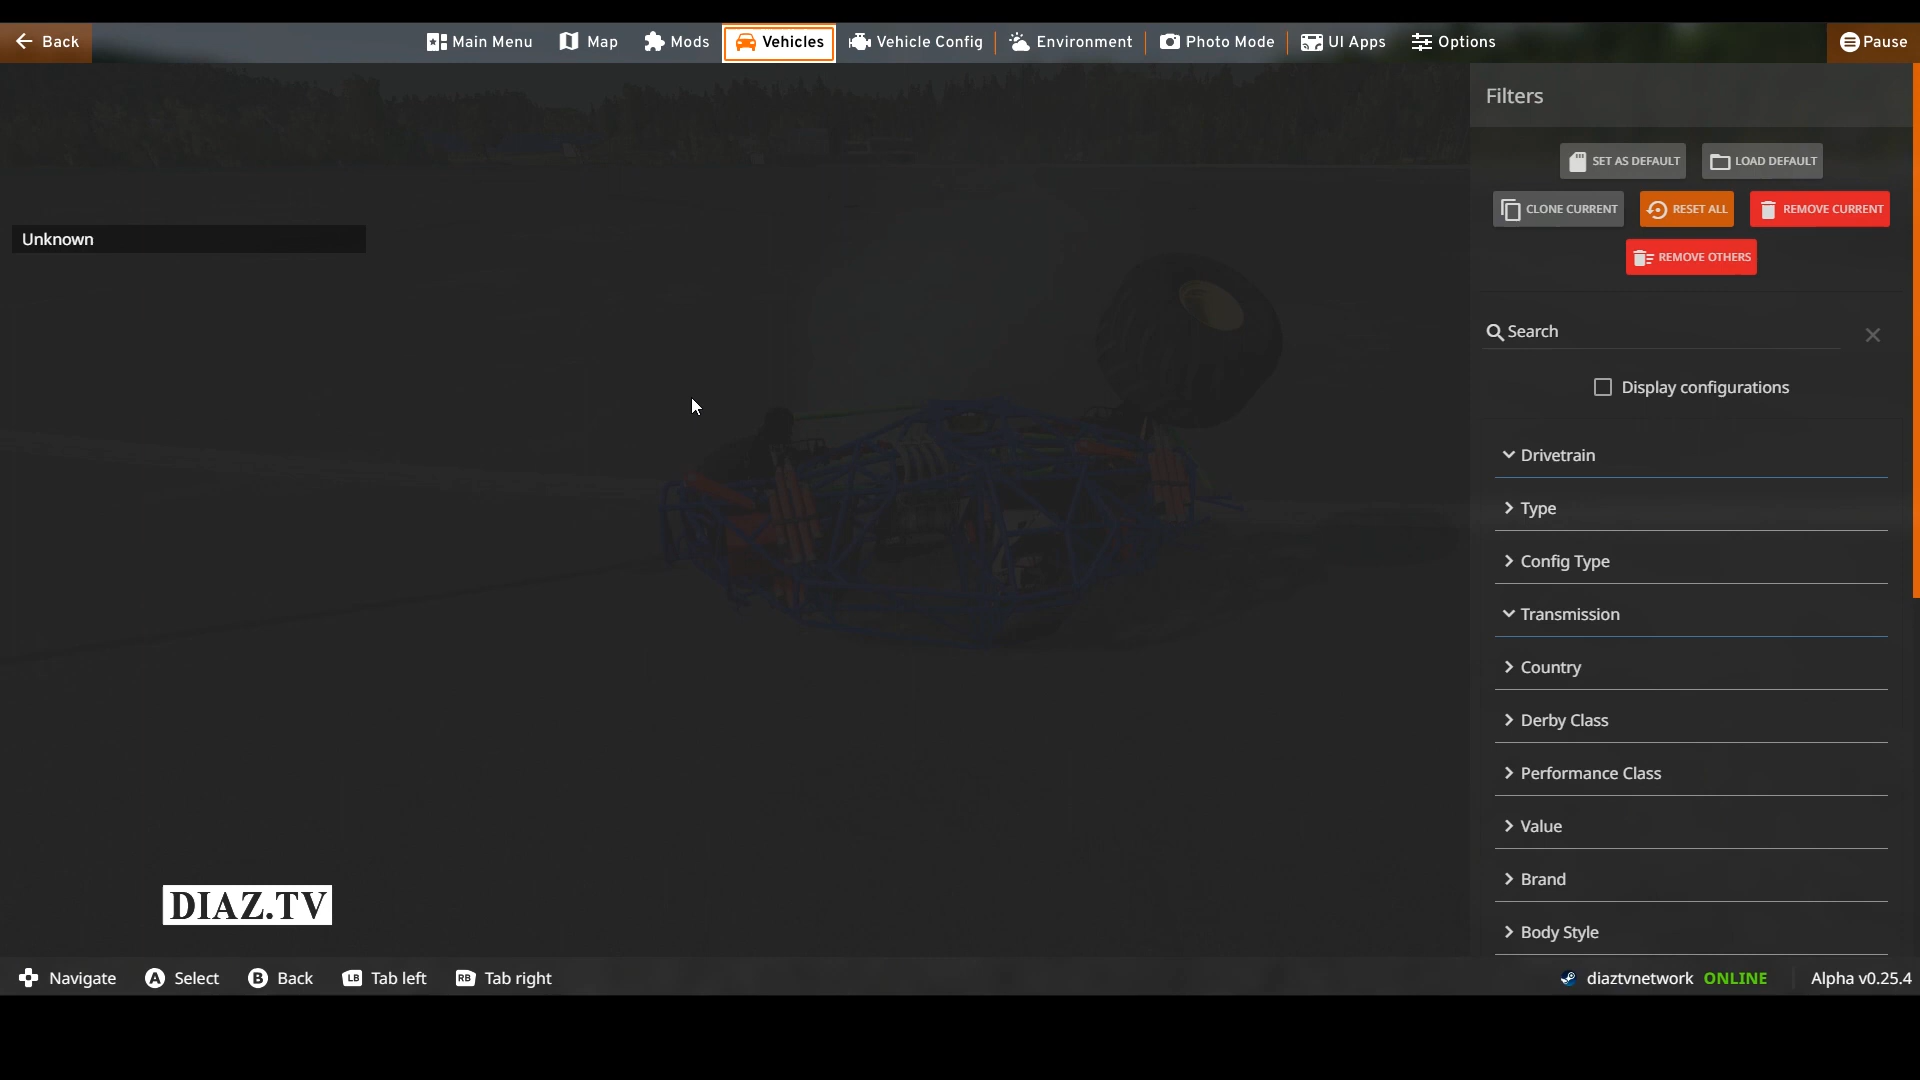 Back
Main Menu
Map
Mods
Vehicles
Vehicle Config
Environment
Photo Mode
UI Apps
Options
Pause
Filters
SET AS DEFAULT
LOAD DEFAULT
CLONE CURRENT
RESET ALL
REMOVE CURRENT
REMOVE OTHERS
Unknown
Search
Display configurations
Drivetrain
Type
Config Type
Transmission
Country
Derby Class
Performance Class
Value
Brand
Body Style
DIAZ.TV
Navigate
A Select
B Back
LB Tab left
RB Tab right
diaztvnetwork ONLINE
Alpha v0.25.4